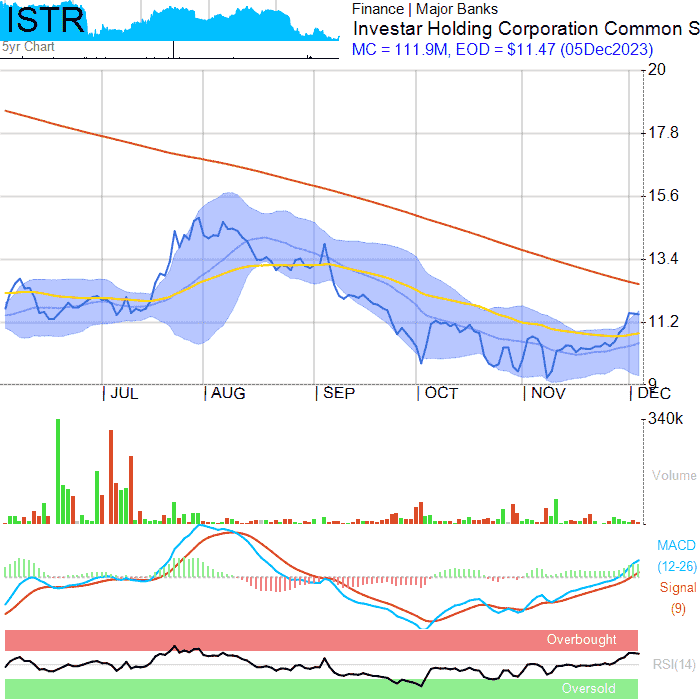 ISTR
5yr Chart
Finance | Major Banks
Investar Holding Corporation Common S
MC = 111.9M, EOD = $11.47 (05Dec2023)
20
17.8
15.6
13.4
11.2
9
JUL AUG SEP OCT NOV DEC
340k
Volume
MACD
(12-26)
Signal
(9)
Overbought
RSI(14)
Oversold